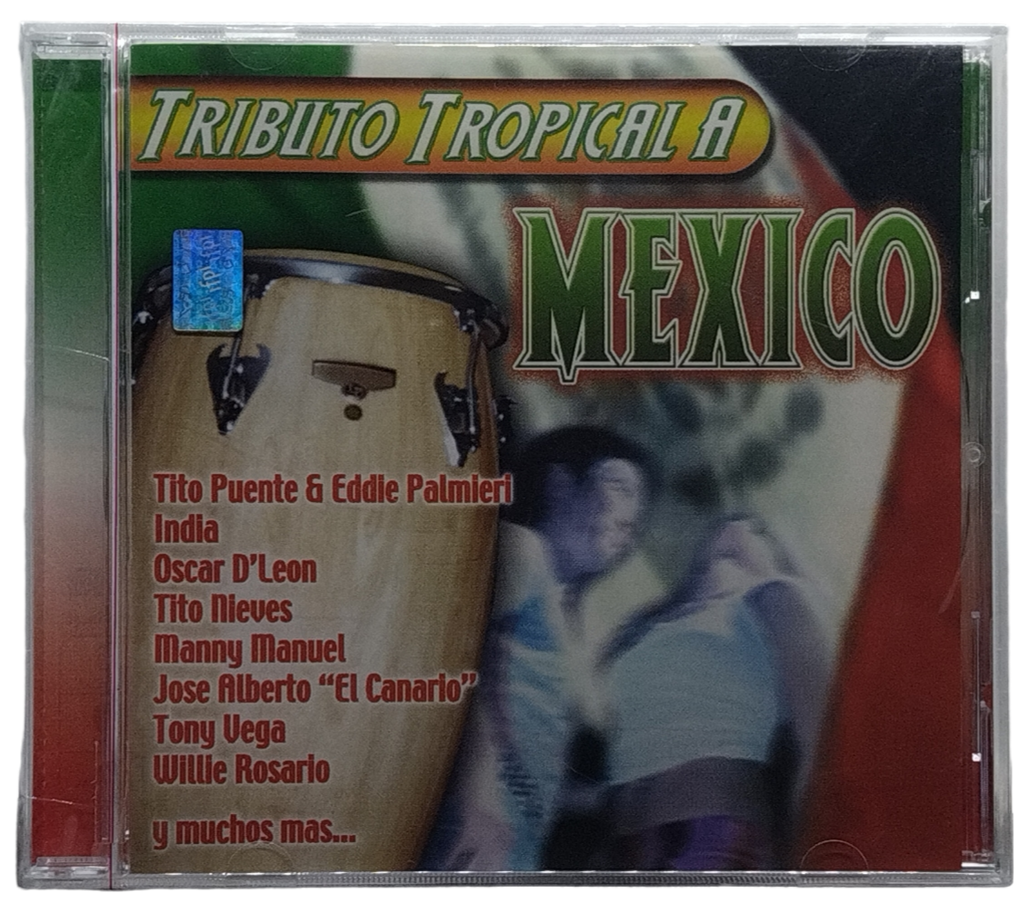 TRIBUTO TROPICAL A
MEXICO
fpi
Tito Puente & Eddie Palmieri
India
Oscar D'Leon
Tito Nieves
Manny Manuel
Jose Alberto "El Canario"
Tony Vega
Willie Rosario
y muchos mas...